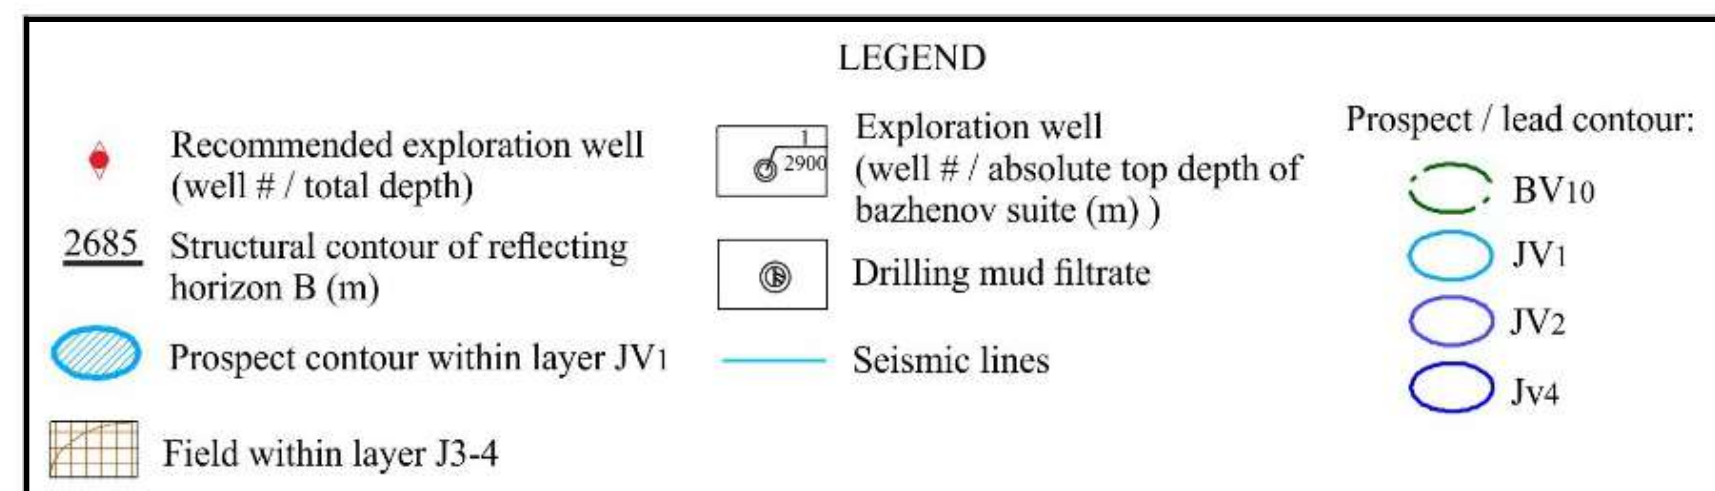 LEGEND
Recommended exploration well
(well # / total depth)
2685
Structural contour of reflecting
horizon B (m)
Prospect contour within layer JV1
Field within layer J3-4
1
2900
Exploration well
(well # / absolute top depth of
bazhenov suite (m) )
Drilling mud filtrate
Seismic lines
Prospect / lead contour:
BV10
JV1
JV2
Jv4